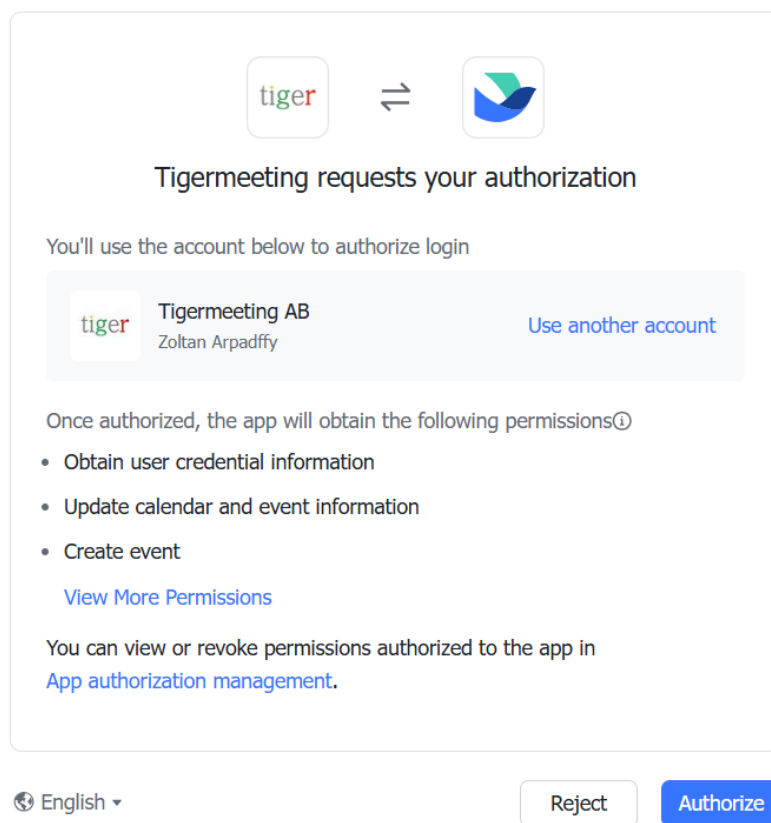 tiger
Tigermeeting requests your authorization
You'll use the account below to authorize login
tiger
Tigermeeting AB
Zoltan Arpadffy
Use another account
Once authorized, the app will obtain the following permissions
• Obtain user credential information
• Update calendar and event information
• Create event
View More Permissions
You can view or revoke permissions authorized to the app in
App authorization management.
English
Reject
Authorize